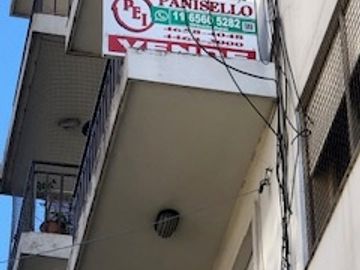 PANISELLO
PEI
11 6560 5282
VENDE